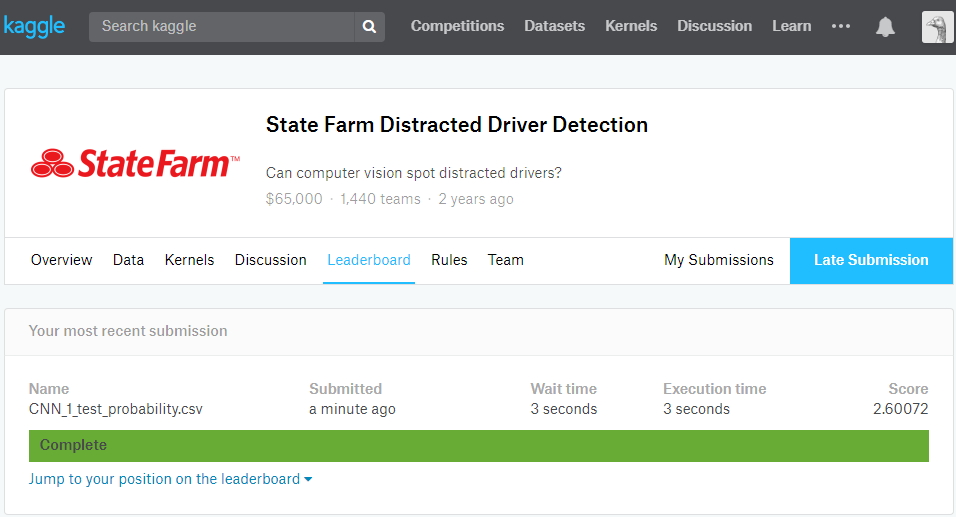 kaggle Search kaggle Competitions Datasets Kernels Discussion Learn •••
State Farm Distracted Driver Detection
StateFarm™
Can computer vision spot distracted drivers?
$65,000 · 1,440 teams · 2 years ago
Overview Data Kernels Discussion Leaderboard Rules Team My Submissions Late Submission
Your most recent submission
Name Submitted Wait time Execution time Score
CNN_1_test_probability.csv a minute ago 3 seconds 3 seconds 2.60072
Complete
Jump to your position on the leaderboard